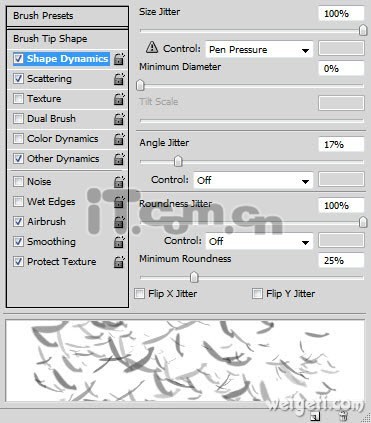 Brush Presets
Brush Tip Shape
Shape Dynamics
Scattering
Texture
Dual Brush
Color Dynamics
Other Dynamics
Noise
Wet Edges
Airbrush
Smoothing
Protect Texture
Size Jitter 100%
Control: Pen Pressure
Minimum Diameter 0%
Tilt Scale
Angle Jitter 17%
Control: Off
Roundness Jitter 100%
Control: Off
Minimum Roundness 25%
Flip X Jitter Flip Y Jitter
iT.com.cn
weigeti.com